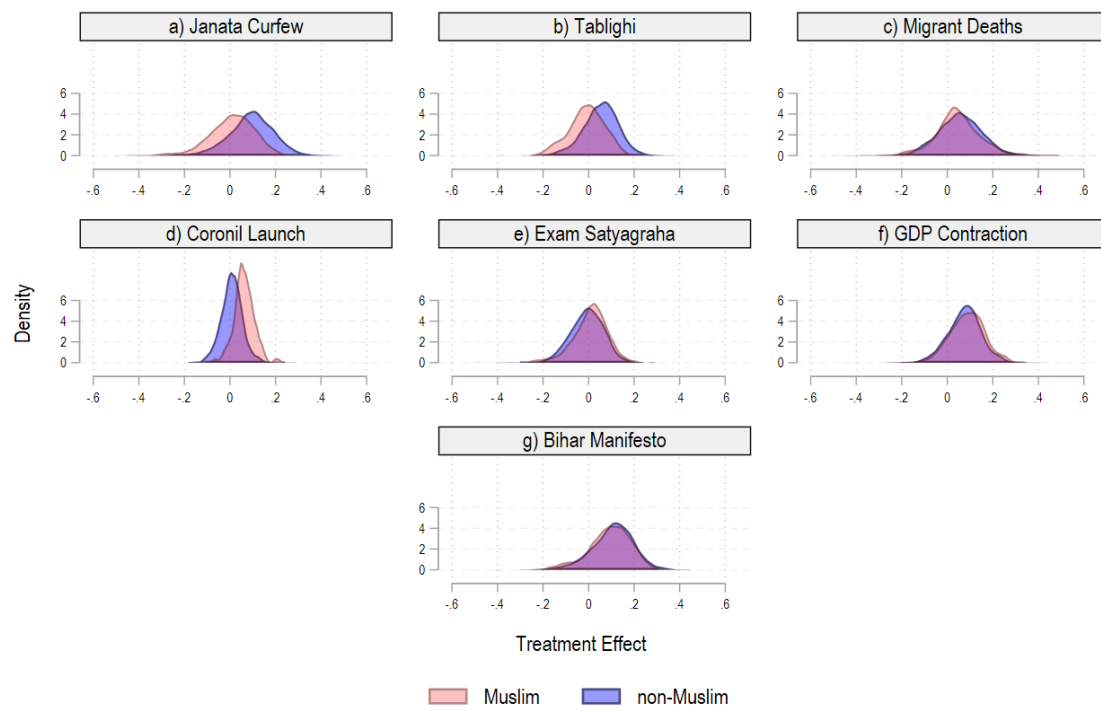 a) Janata Curfew
b) Tablighi
c) Migrant Deaths
6
4
2
0
-.6 -.4 -.2 0 .2 .4 .6
6
4
2
0
-.6 -.4 -.2 0 .2 .4 .6
6
4
2
0
-.6 -.4 -.2 0 .2 .4 .6
d) Coronil Launch
e) Exam Satyagraha
f) GDP Contraction
Density
6
4
2
0
-.6 -.4 -.2 0 .2 .4 .6
6
4
2
0
-.6 -.4 -.2 0 .2 .4 .6
6
4
2
0
-.6 -.4 -.2 0 .2 .4 .6
g) Bihar Manifesto
6
4
2
0
-.6 -.4 -.2 0 .2 .4 .6
Treatment Effect
Muslim non-Muslim